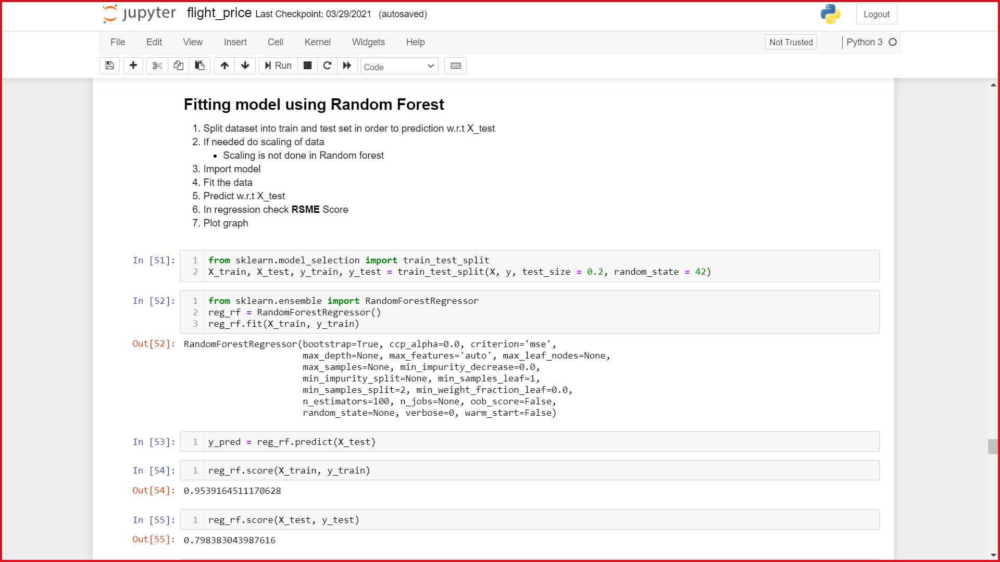 jupyter flight_price Last Checkpoint: 03/29/2021 (autosaved) Logout
File Edit View Insert Cell Kernel Widgets Help Not Trusted Python 3
Run Code
Fitting model using Random Forest
1. Split dataset into train and test set in order to prediction w.r.t X_test
2. If needed do scaling of data
• Scaling is not done in Random forest
3. Import model
4. Fit the data
5. Predict w.r.t X_test
6. In regression check RSME Score
7. Plot graph
In [51]: 1 from sklearn.model_selection import train_test_split
2 X_train, X_test, y_train, y_test = train_test_split(X, y, test_size = 0.2, random_state = 42)
In [52]: 1 from sklearn.ensemble import RandomForestRegressor
2 reg_rf = RandomForestRegressor()
3 reg_rf.fit(X_train, y_train)
Out[52]: RandomForestRegressor(bootstrap=True, ccp_alpha=0.0, criterion='mse',
max_depth=None, max_features='auto', max_leaf_nodes=None,
max_samples=None, min_impurity_decrease=0.0,
min_impurity_split=None, min_samples_leaf=1,
min_samples_split=2, min_weight_fraction_leaf=0.0,
n_estimators=100, n_jobs=None, oob_score=False,
random_state=None, verbose=0, warm_start=False)
In [53]: 1 y_pred = reg_rf.predict(X_test)
In [54]: 1 reg_rf.score(X_train, y_train)
Out[54]: 0.9539164511170628
In [55]: 1 reg_rf.score(X_test, y_test)
Out[55]: 0.798383043987616